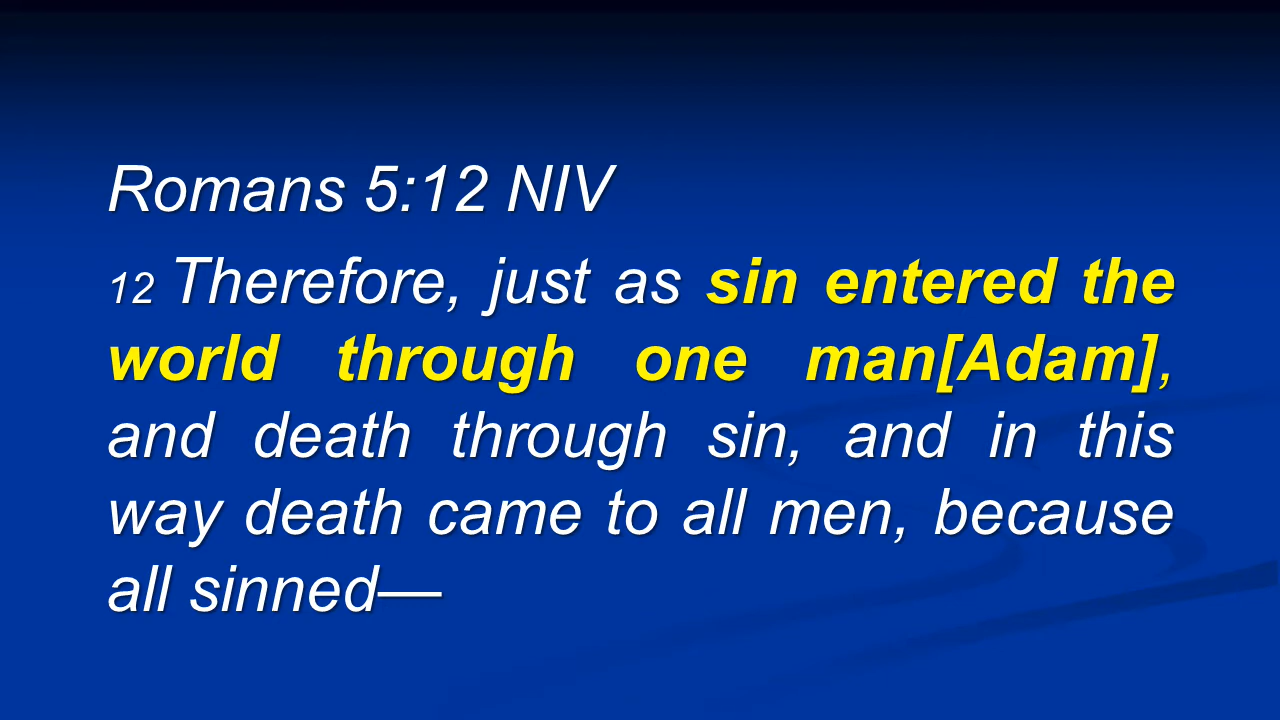 Romans 5:12 NIV
12 Therefore, just as sin entered the
world through one man[Adam],
and death through sin, and in this
way death came to all men, because
all sinned—